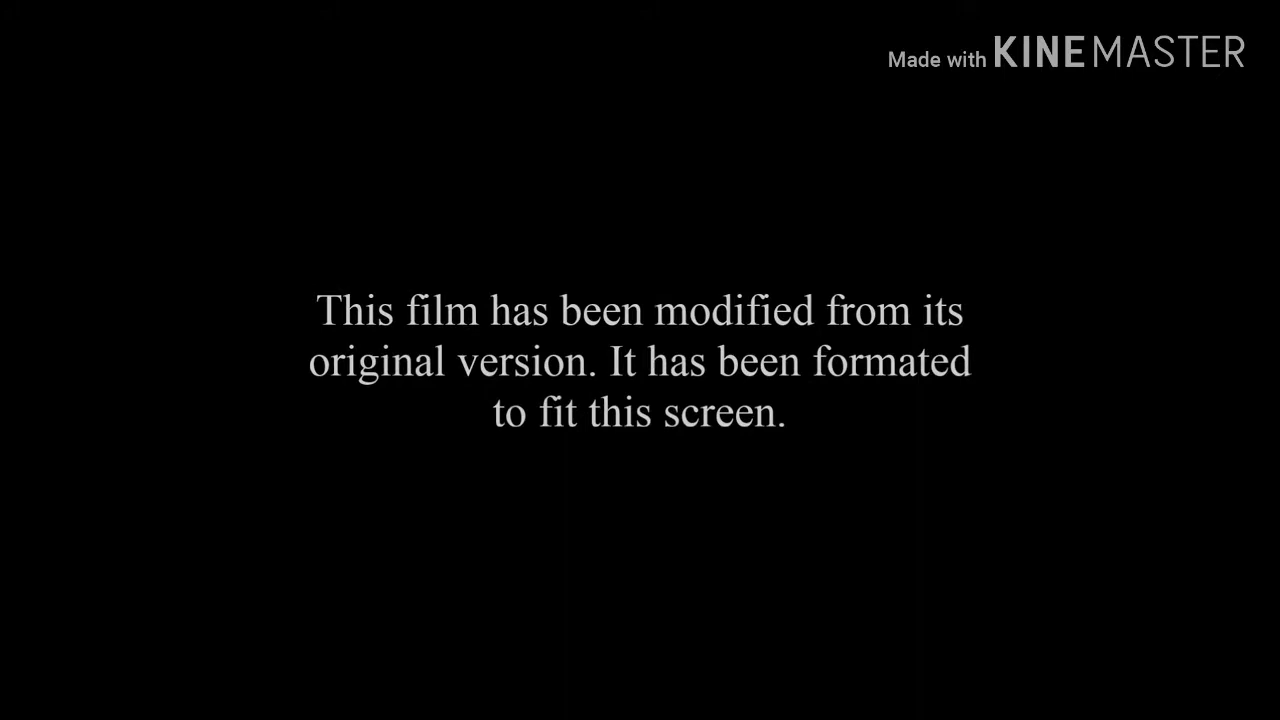 Made with KINEMASTER
This film has been modified from its
original version. It has been formated
to fit this screen.